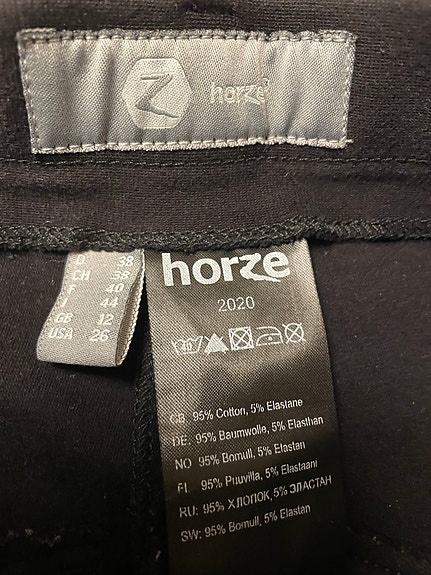 horze
D 38
CH 38
F 40
J 44
GB 12
USA 26
horze
2020
30
GB: 95% Cotton, 5% Elastane
DE: 95% Baumwolle, 5% Elasthan
NO: 95% Bomull, 5% Elastan
FI: 95% Puuvilla, 5% Elastaani
RU: 95% ХЛОПОК, 5% ЭЛАСТАН
SW: 95% Bomull, 5% Elastan